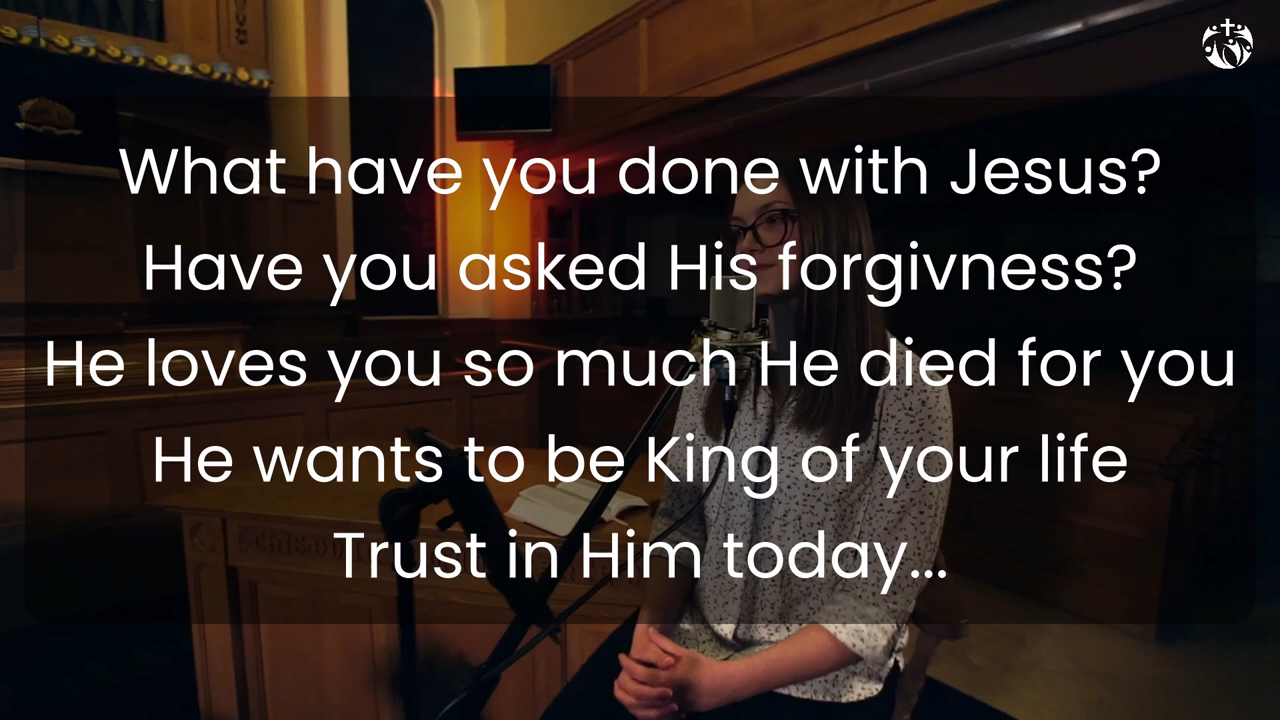 What have you done with Jesus?
Have you asked His forgivness?
He loves you so much He died for you
He wants to be King of your life
Trust in Him today...